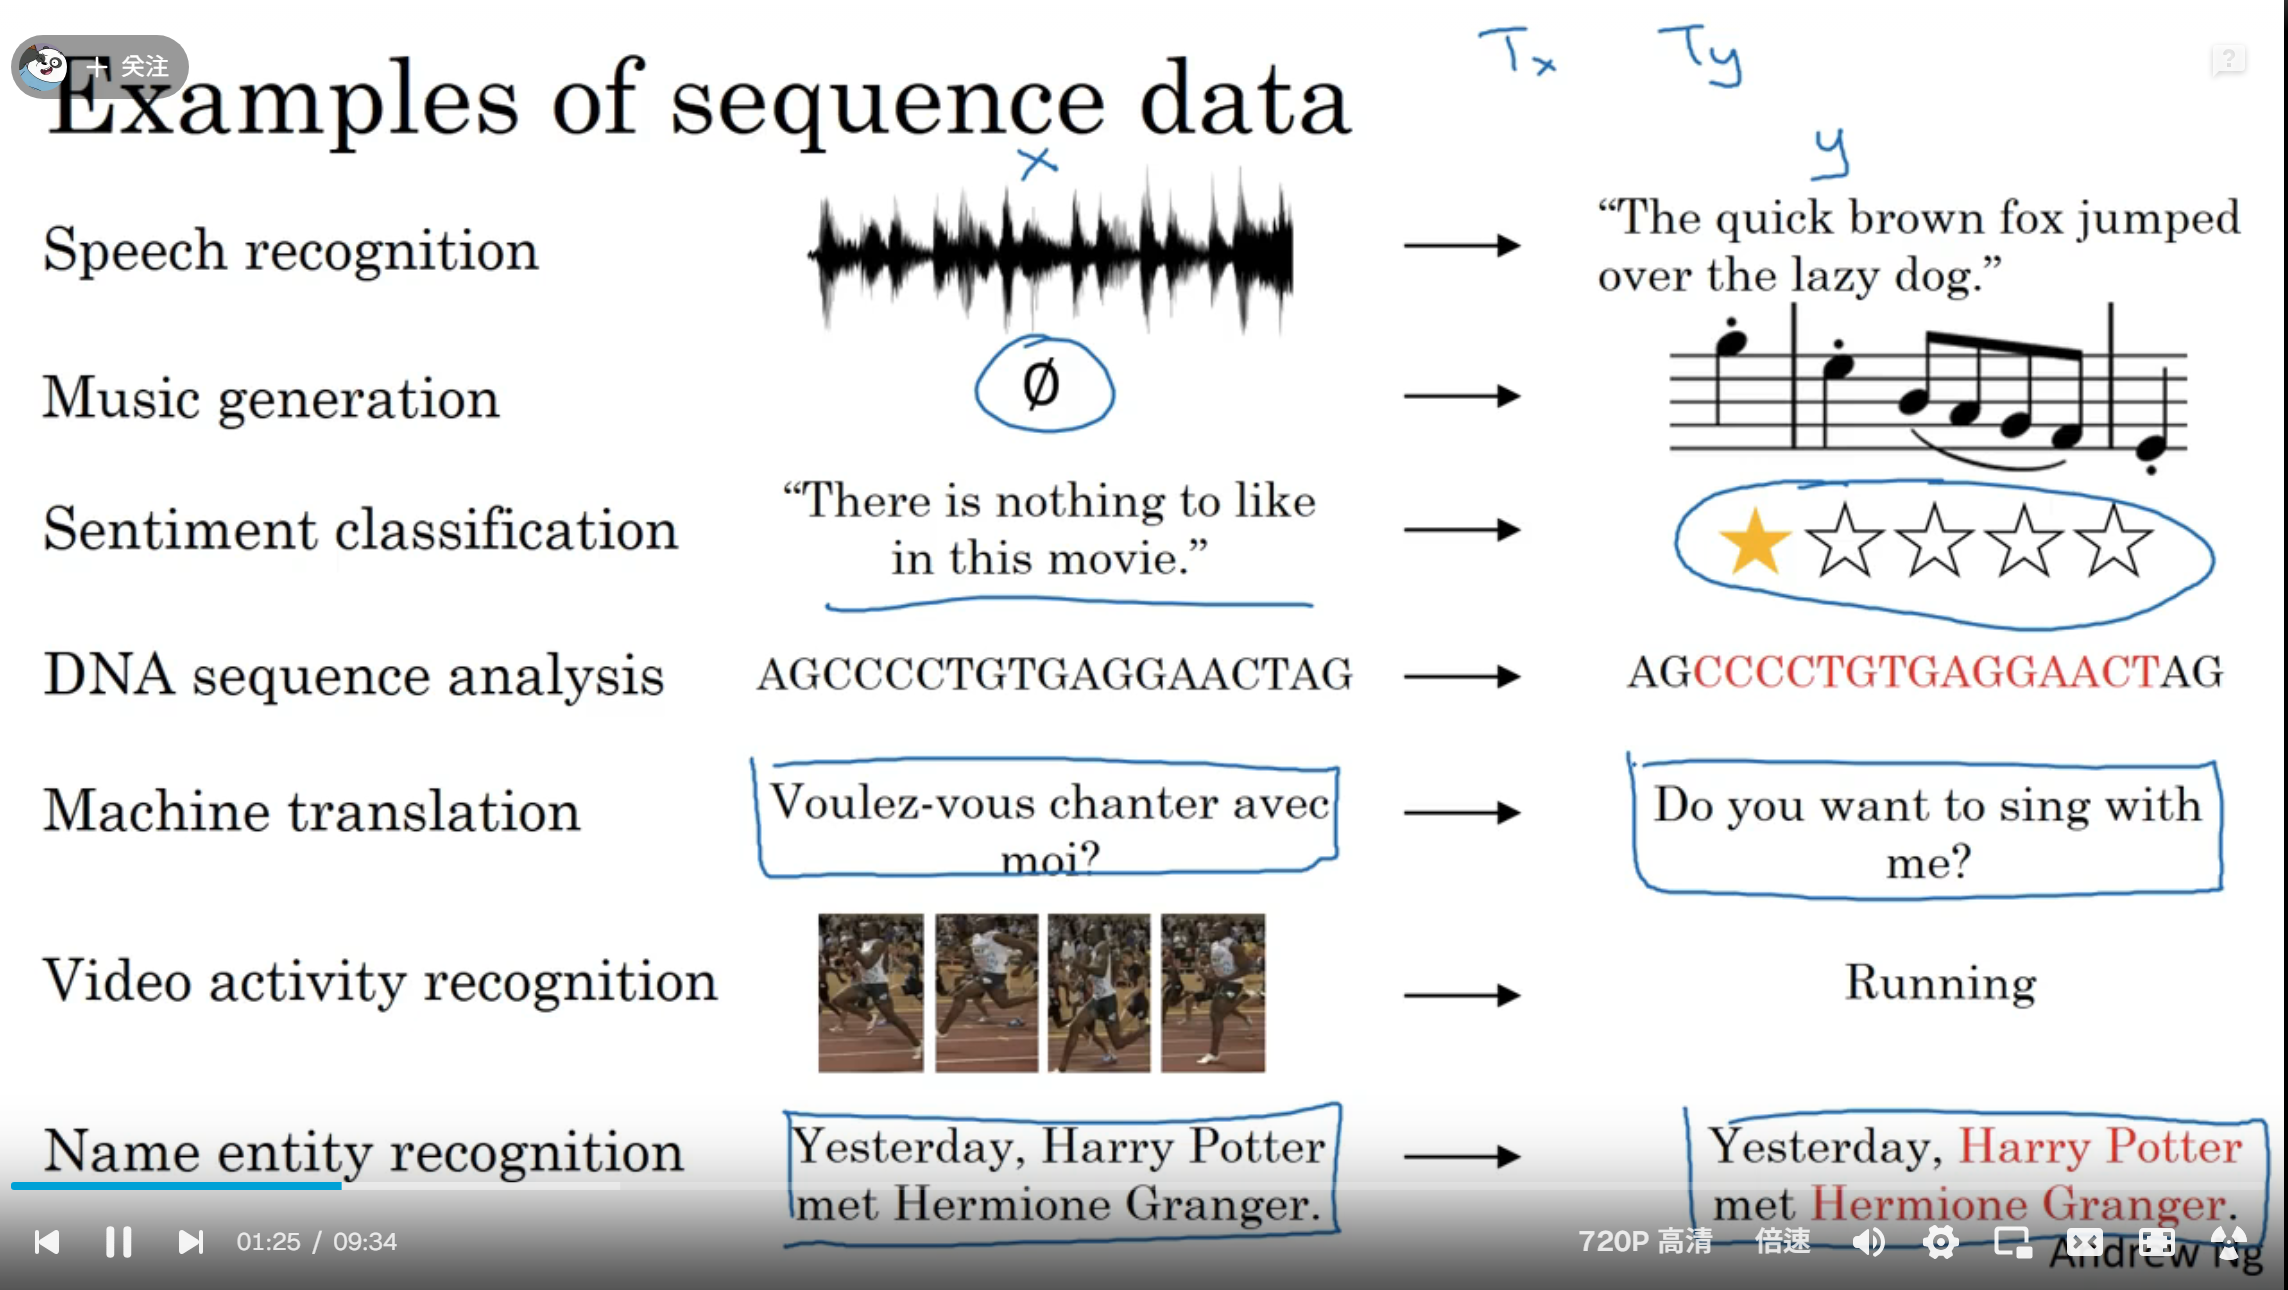 + 关注
Examples of sequence data
Tx Ty
x y
Speech recognition
“The quick brown fox jumped
over the lazy dog.”
Music generation
Ø
Sentiment classification
“There is nothing to like
in this movie.”
DNA sequence analysis
AGCCCCTGTGAGGAACTAG
AGCCCCTGTGAGGAACTAG
Machine translation
Voulez-vous chanter avec
moi?
Do you want to sing with
me?
Video activity recognition
Running
Name entity recognition
Yesterday, Harry Potter
met Hermione Granger.
Yesterday, Harry Potter
met Hermione Granger.
01:25 / 09:34
720P 高清 倍速
Andrew Ng